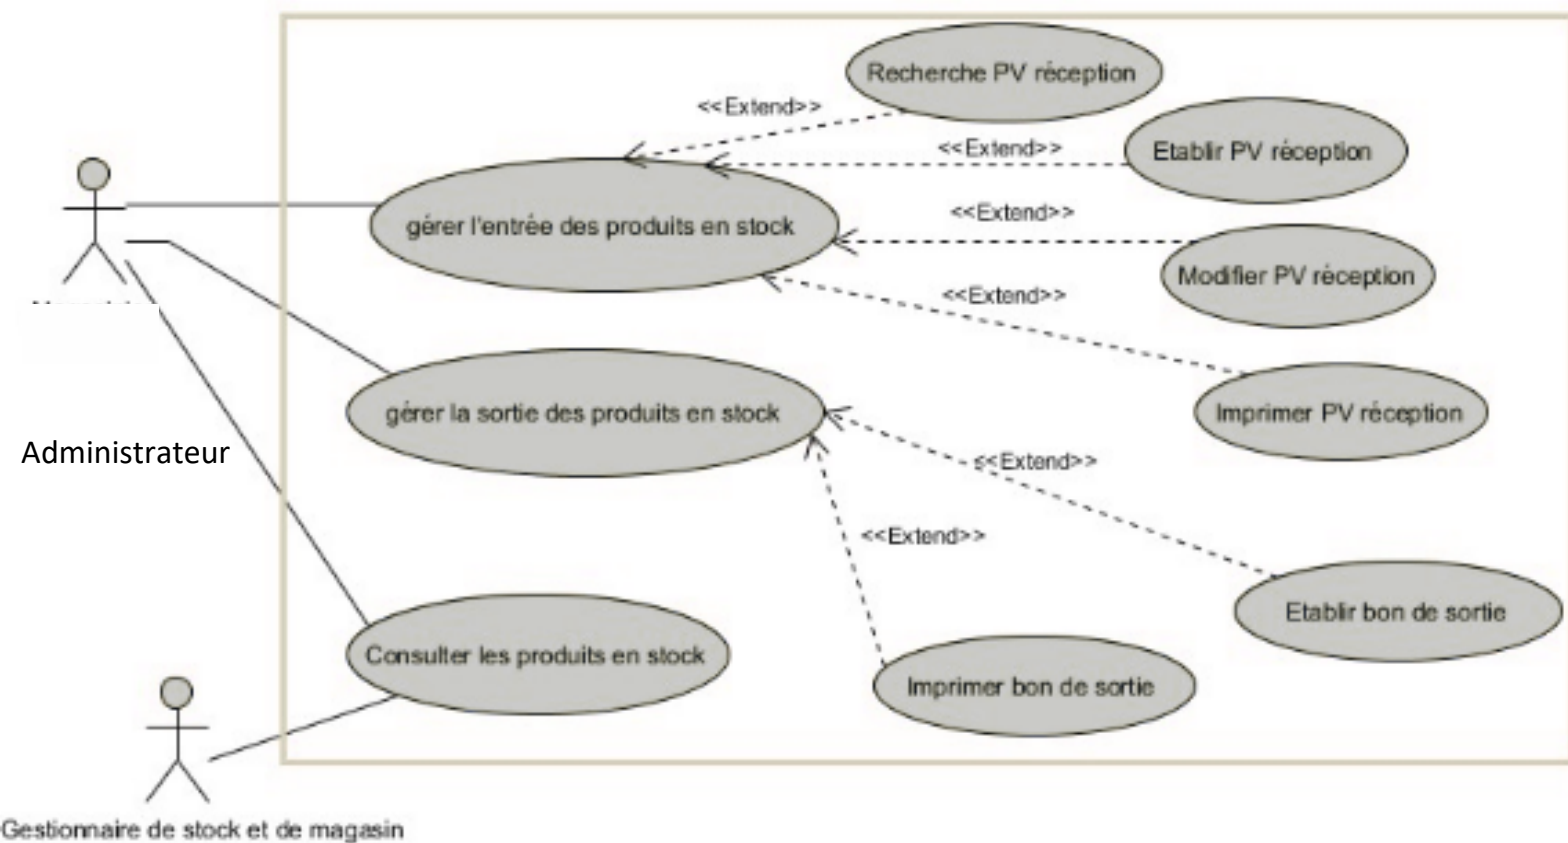 Recherche PV réception
<<Extend>>
<<Extend>>
Etablir PV réception
<<Extend>>
gérer l'entrée des produits en stock
Modifier PV réception
<<Extend>>
gérer la sortie des produits en stock
Imprimer PV réception
Administrateur
<<Extend>>
<<Extend>>
Etablir bon de sortie
Consulter les produits en stock
Imprimer bon de sortie
Gestionnaire de stock et de magasin